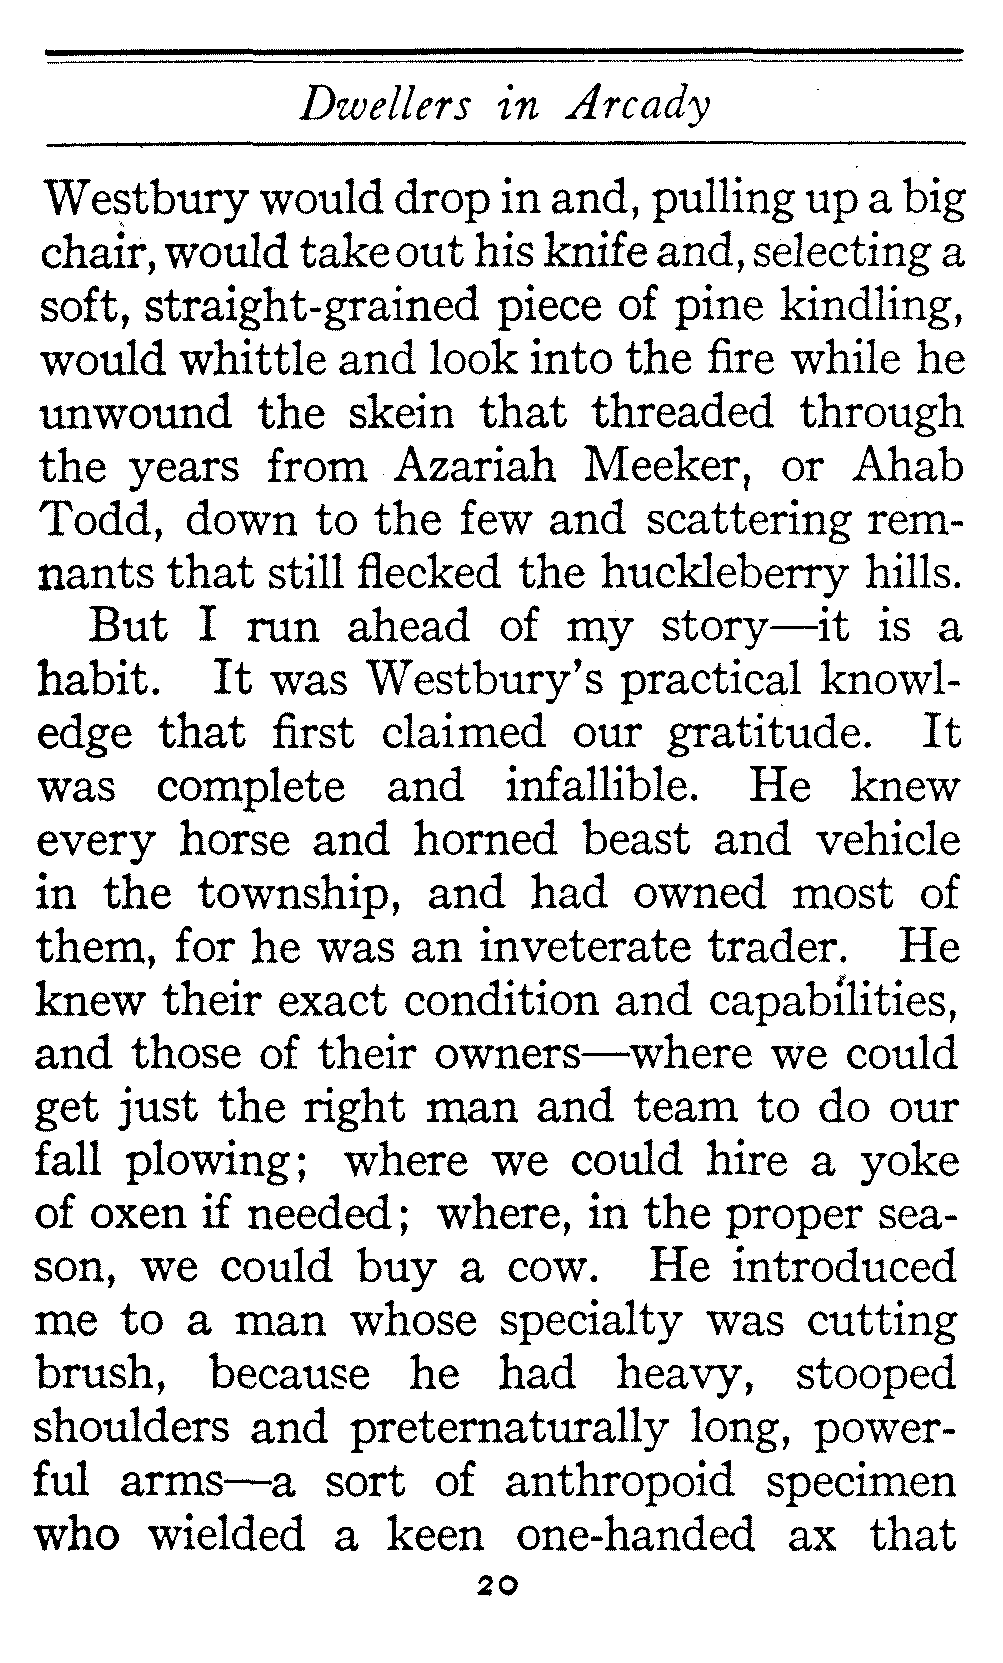 Dwellers in Arcady
Westbury would drop in and, pulling up a big
chair, would take out his knife and, selecting a
soft, straight-grained piece of pine kindling,
would whittle and look into the fire while he
unwound the skein that threaded through
the years from Azariah Meeker, or Ahab
Todd, down to the few and scattering rem-
nants that still flecked the huckleberry hills.
But I run ahead of my story—it is a
habit. It was Westbury's practical knowl-
edge that first claimed our gratitude. It
was complete and infallible. He knew
every horse and horned beast and vehicle
in the township, and had owned most of
them, for he was an inveterate trader. He
knew their exact condition and capabilities,
and those of their owners—where we could
get just the right man and team to do our
fall plowing; where we could hire a yoke
of oxen if needed; where, in the proper sea-
son, we could buy a cow. He introduced
me to a man whose specialty was cutting
brush, because he had heavy, stooped
shoulders and preternaturally long, power-
ful arms—a sort of anthropoid specimen
who wielded a keen one-handed ax that
20